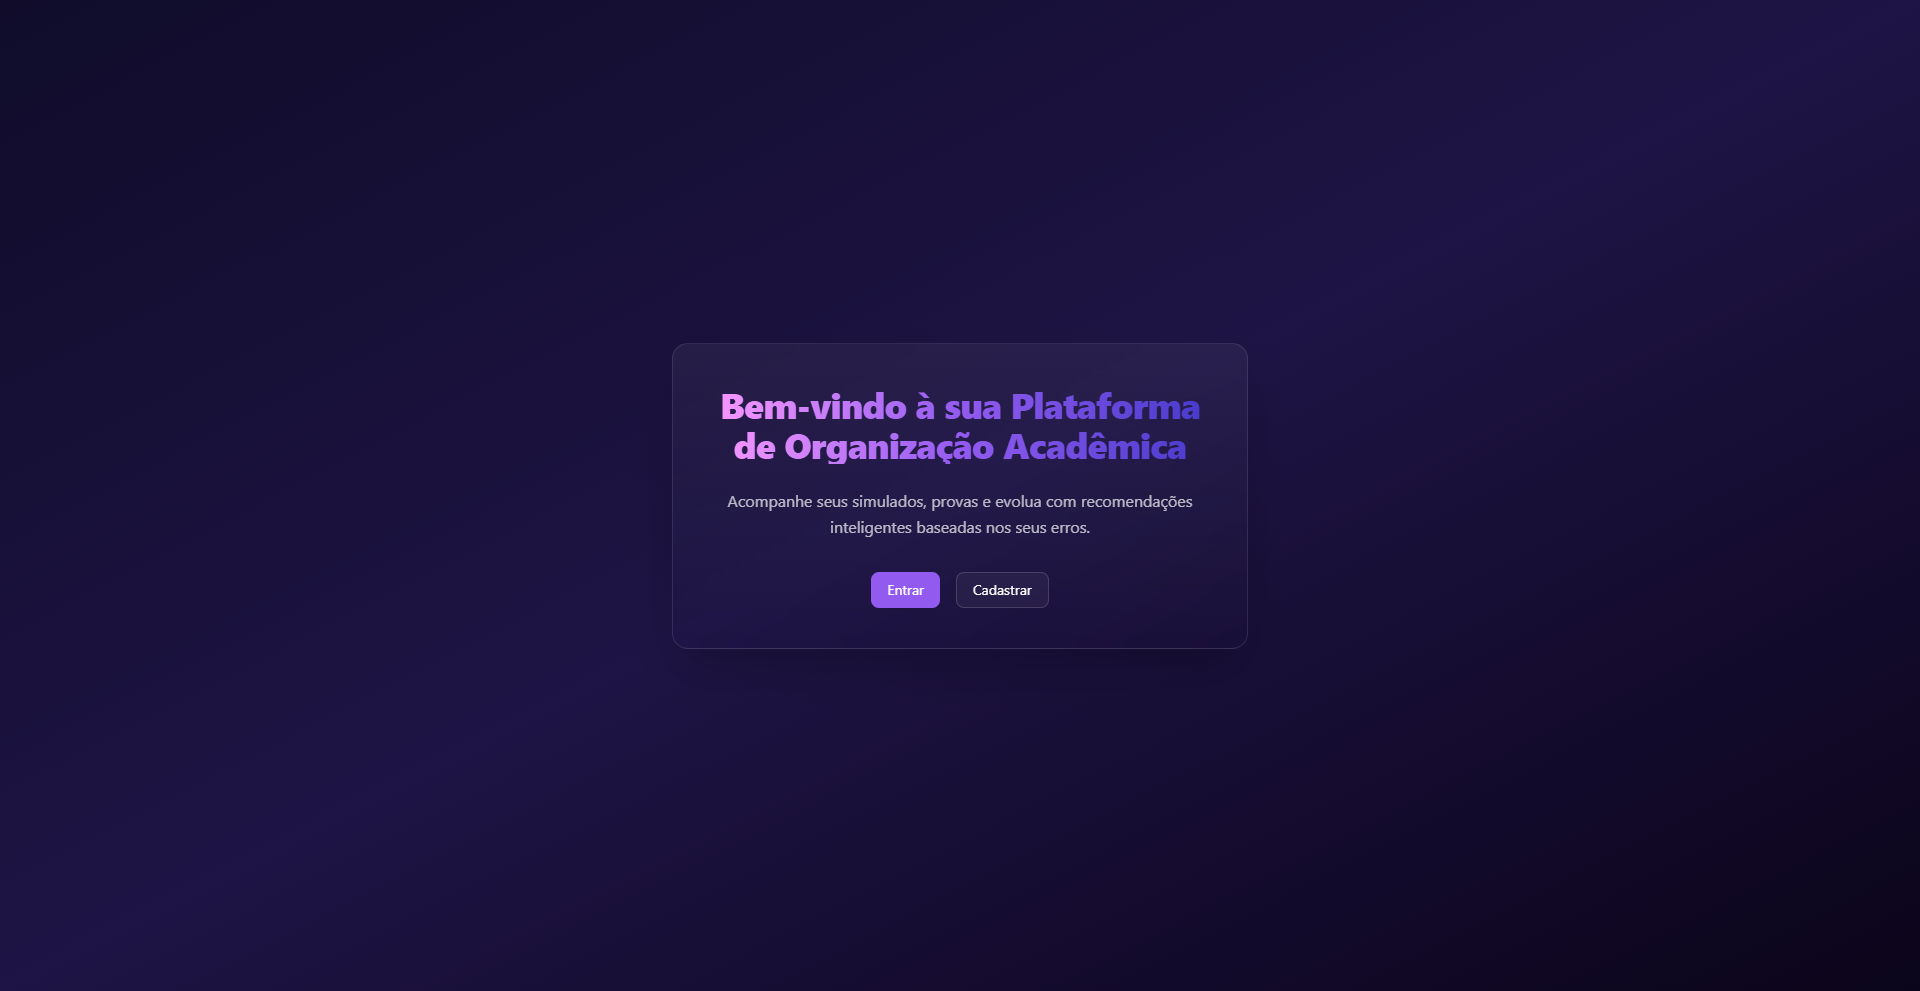 Bem-vindo à sua Plataforma
de Organização Acadêmica
Acompanhe seus simulados, provas e evolua com recomendações
inteligentes baseadas nos seus erros.
Entrar
Cadastrar